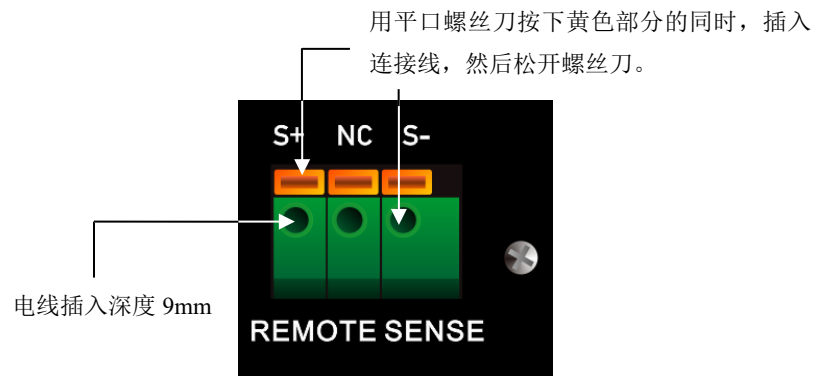 用平口螺丝刀按下黄色部分的同时，插入
连接线，然后松开螺丝刀。
S+ NC S-
电线插入深度 9mm
REMOTE SENSE